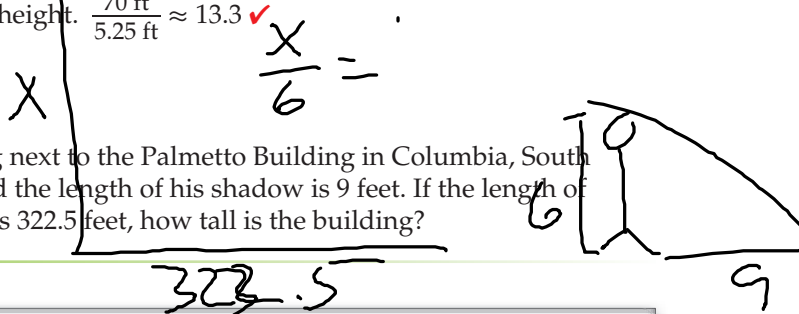 height. 70 ft / 5.25 ft ≈ 13.3 ✔
x / 6 =
X
next to the Palmetto Building in Columbia, South
the length of his shadow is 9 feet. If the length of
6
s 322.5 feet, how tall is the building?
322.5
9